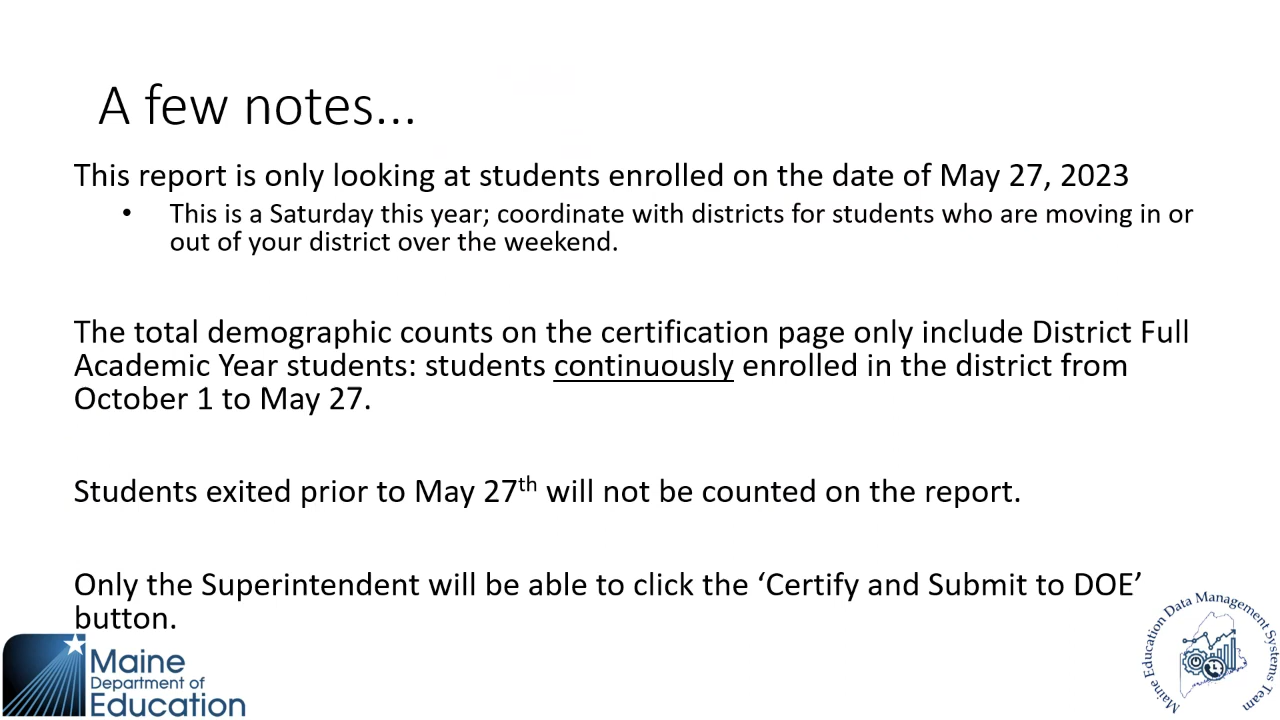 A few notes...
This report is only looking at students enrolled on the date of May 27, 2023
• This is a Saturday this year; coordinate with districts for students who are moving in or
out of your district over the weekend.
The total demographic counts on the certification page only include District Full
Academic Year students: students continuously enrolled in the district from
October 1 to May 27.
Students exited prior to May 27th will not be counted on the report.
Only the Superintendent will be able to click the ‘Certify and Submit to DOE’
button.
Maine
Department of
Education
Maine Education Data Management Systems Team